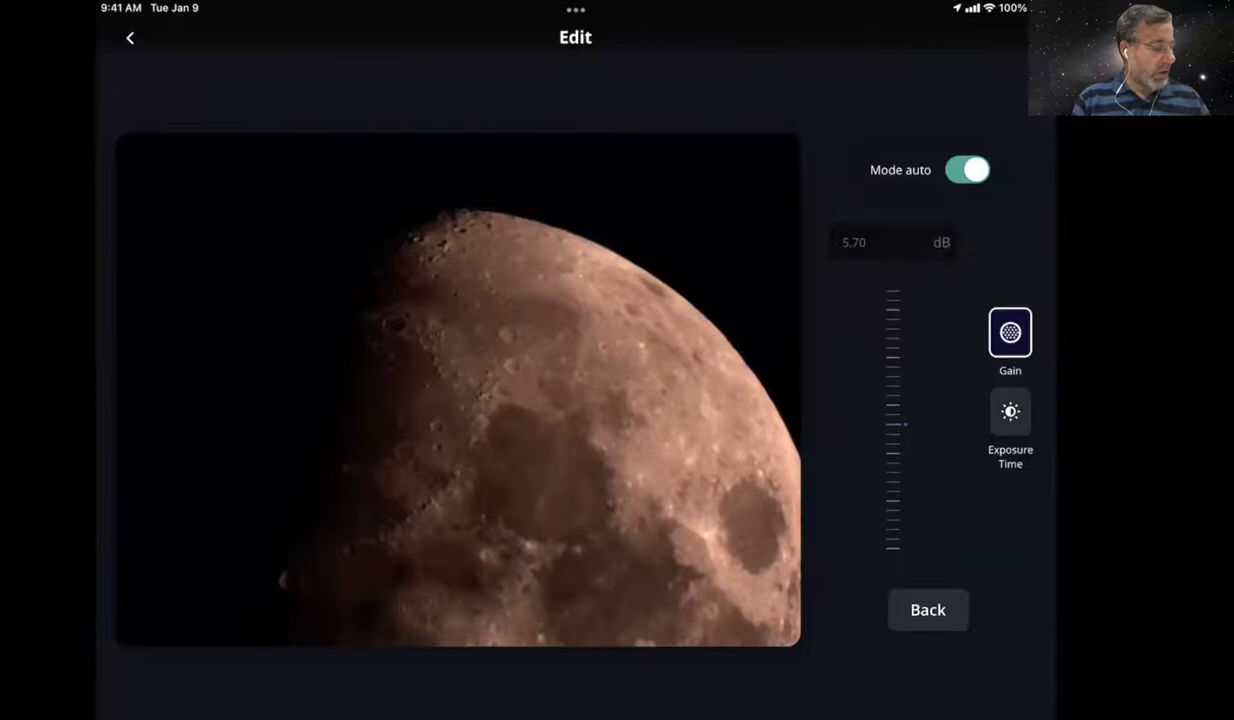 9:41 AM Tue Jan 9
100%
Edit
Mode auto
5.70 dB
Gain
Exposure
Time
Back